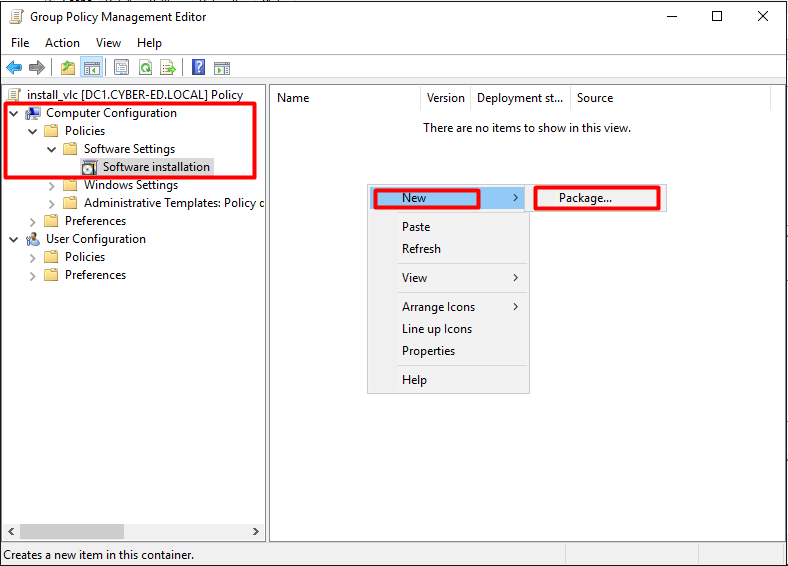 Group Policy Management Editor
File Action View Help
install_vlc [DC1.CYBER-ED.LOCAL] Policy
Computer Configuration
Policies
Software Settings
Software installation
Windows Settings
Administrative Templates: Policy d
Preferences
User Configuration
Policies
Preferences
Name Version Deployment st... Source
There are no items to show in this view.
New
Package...
Paste
Refresh
View
Arrange Icons
Line up Icons
Properties
Help
Creates a new item in this container.